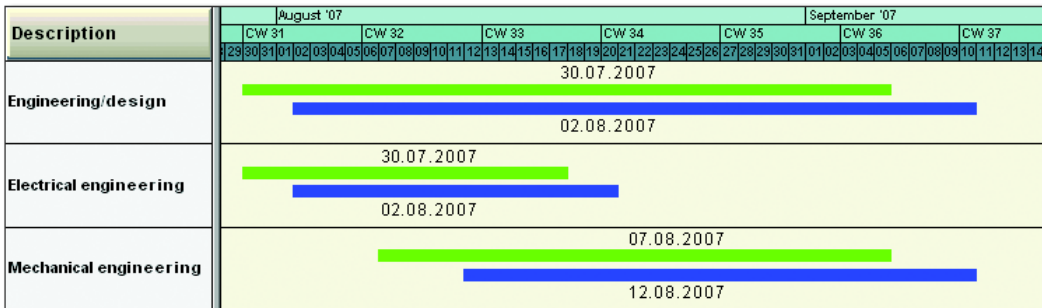 Description
August '07 September '07
CW 31 CW 32 CW 33 CW 34 CW 35 CW 36 CW 37
29 30 31 01 02 03 04 05 06 07 08 09 10 11 12 13 14 15 16 17 18 19 20 21 22 23 24 25 26 27 28 29 30 31 01 02 03 04 05 06 07 08 09 10 11 12 13 14
Engineering/design
30.07.2007
02.08.2007
Electrical engineering
30.07.2007
02.08.2007
Mechanical engineering
07.08.2007
12.08.2007